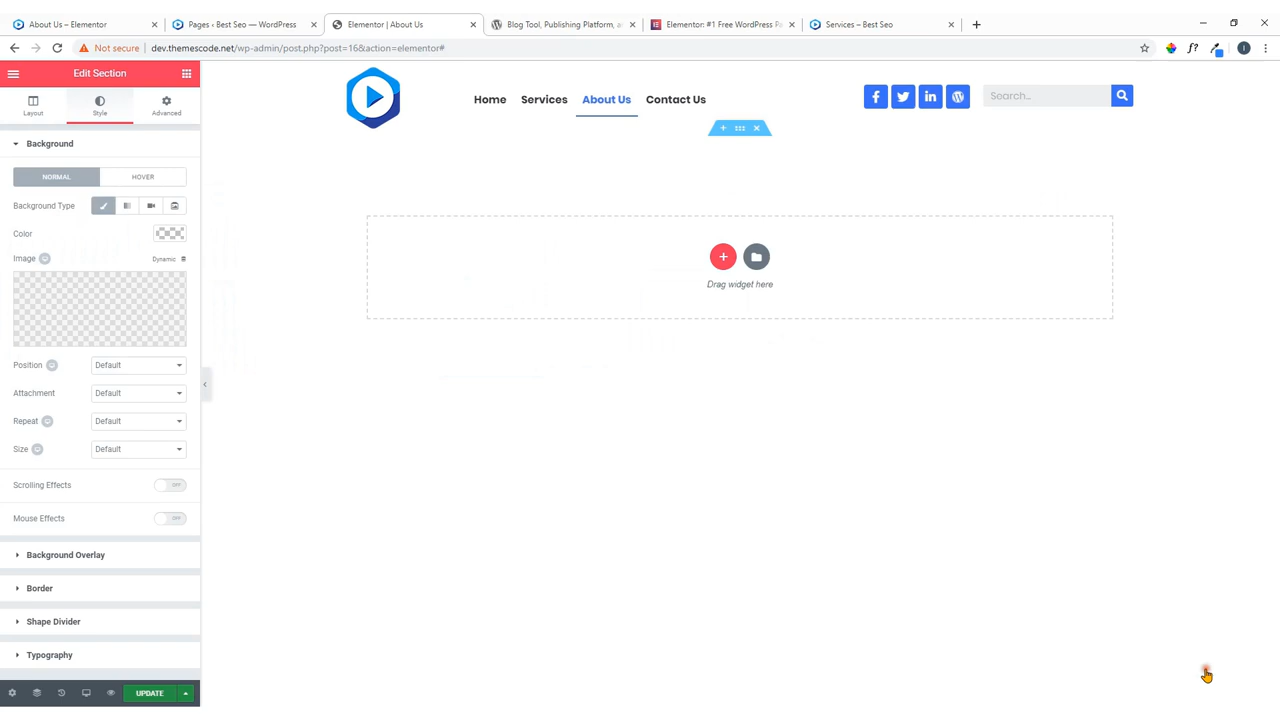 About Us – Elementor
Pages ‹ Best Seo — WordPress
Elementor | About Us
Blog Tool, Publishing Platform, a
Elementor: #1 Free WordPress Pa
Services – Best Seo
Not secure
dev.themescode.net/wp-admin/post.php?post=16&action=elementor#
f?
I
Edit Section
Layout
Style
Advanced
Background
NORMAL
HOVER
Background Type
Color
Image
Dynamic
Position
Default
Attachment
Default
Repeat
Default
Size
Default
Scrolling Effects
OFF
Mouse Effects
OFF
Background Overlay
Border
Shape Divider
Typography
UPDATE
Home
Services
About Us
Contact Us
Search...
Drag widget here